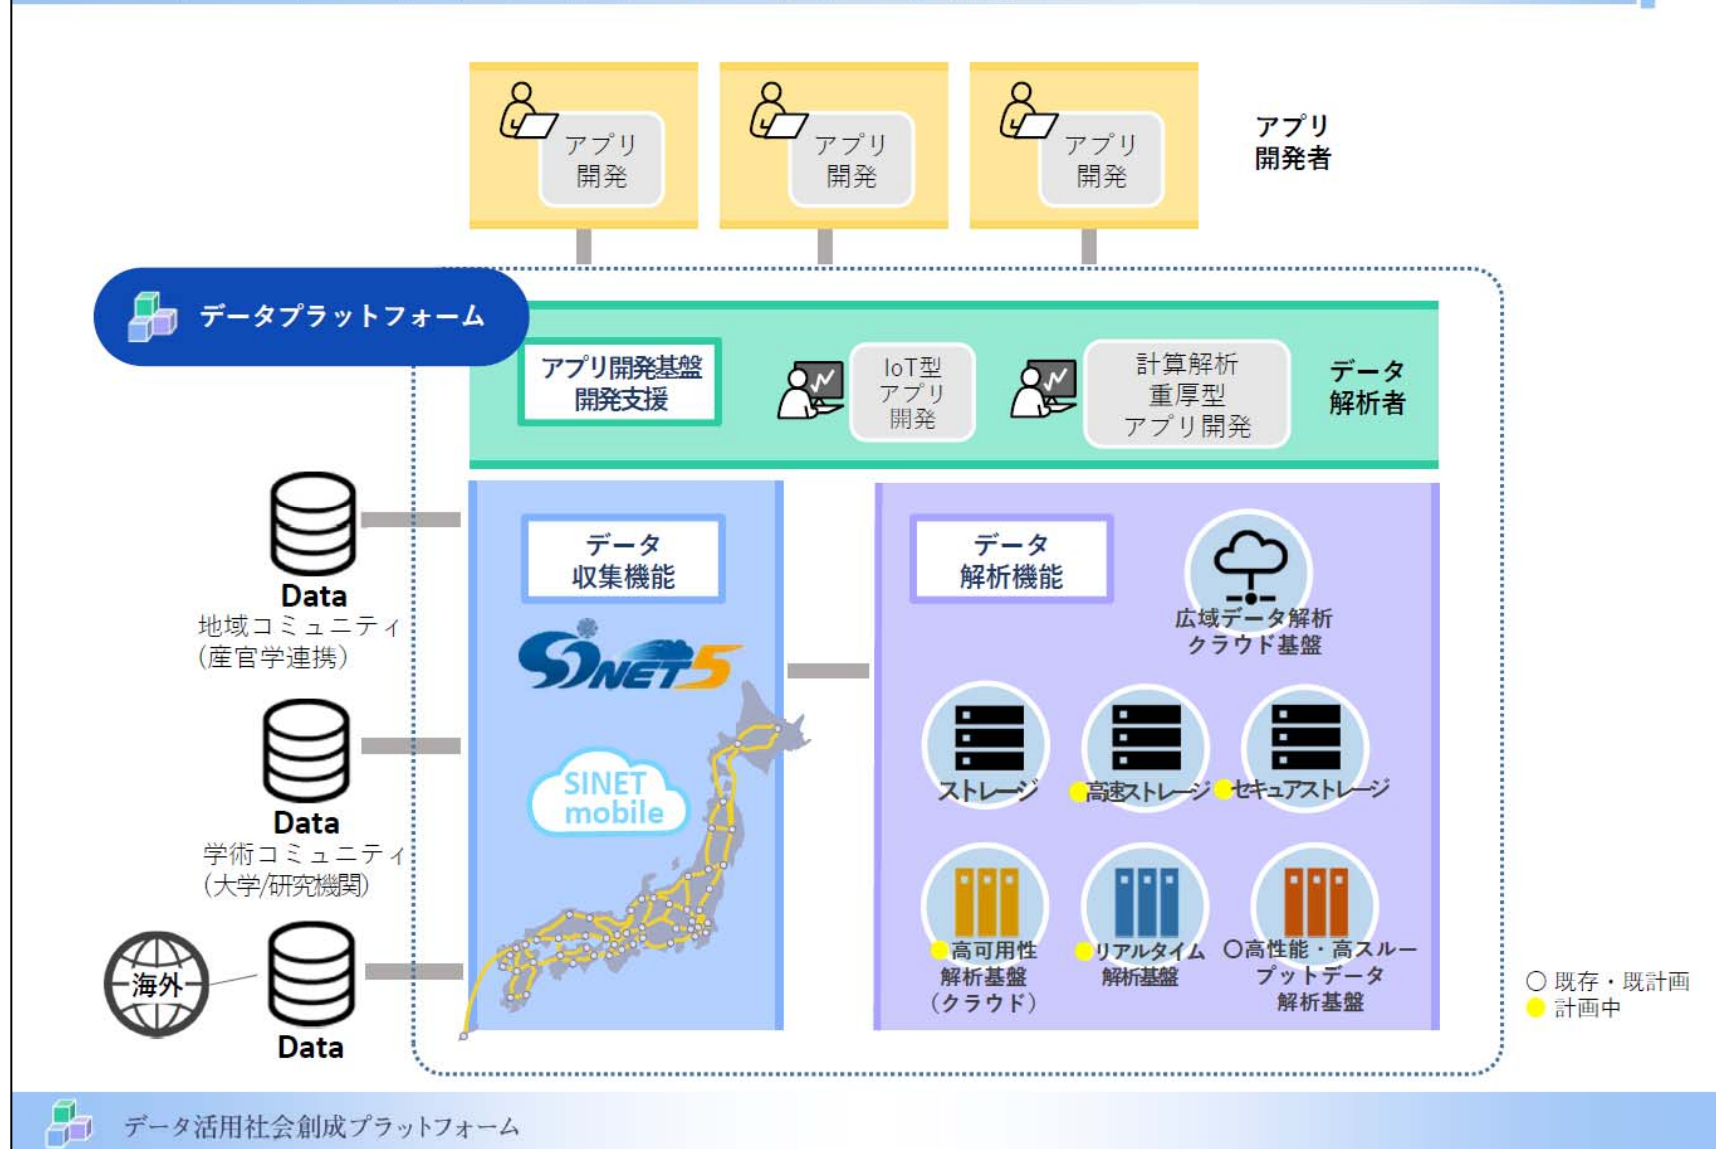 アプリ
開発
アプリ
開発
アプリ
開発
アプリ
開発者
データプラットフォーム
アプリ開発基盤
開発支援
IoT型
アプリ
開発
計算解析
重厚型
アプリ開発
データ
解析者
Data
地域コミュニティ
(産官学連携)
Data
学術コミュニティ
(大学/研究機関)
海外
Data
データ
収集機能
SINET5
SINET
mobile
データ
解析機能
広域データ解析
クラウド基盤
ストレージ
高速ストレージ
セキュアストレージ
高可用性
解析基盤
(クラウド)
リアルタイム
解析基盤
○高性能・高スルー
プットデータ
解析基盤
○ 既存・既計画
● 計画中
データ活用社会創成プラットフォーム